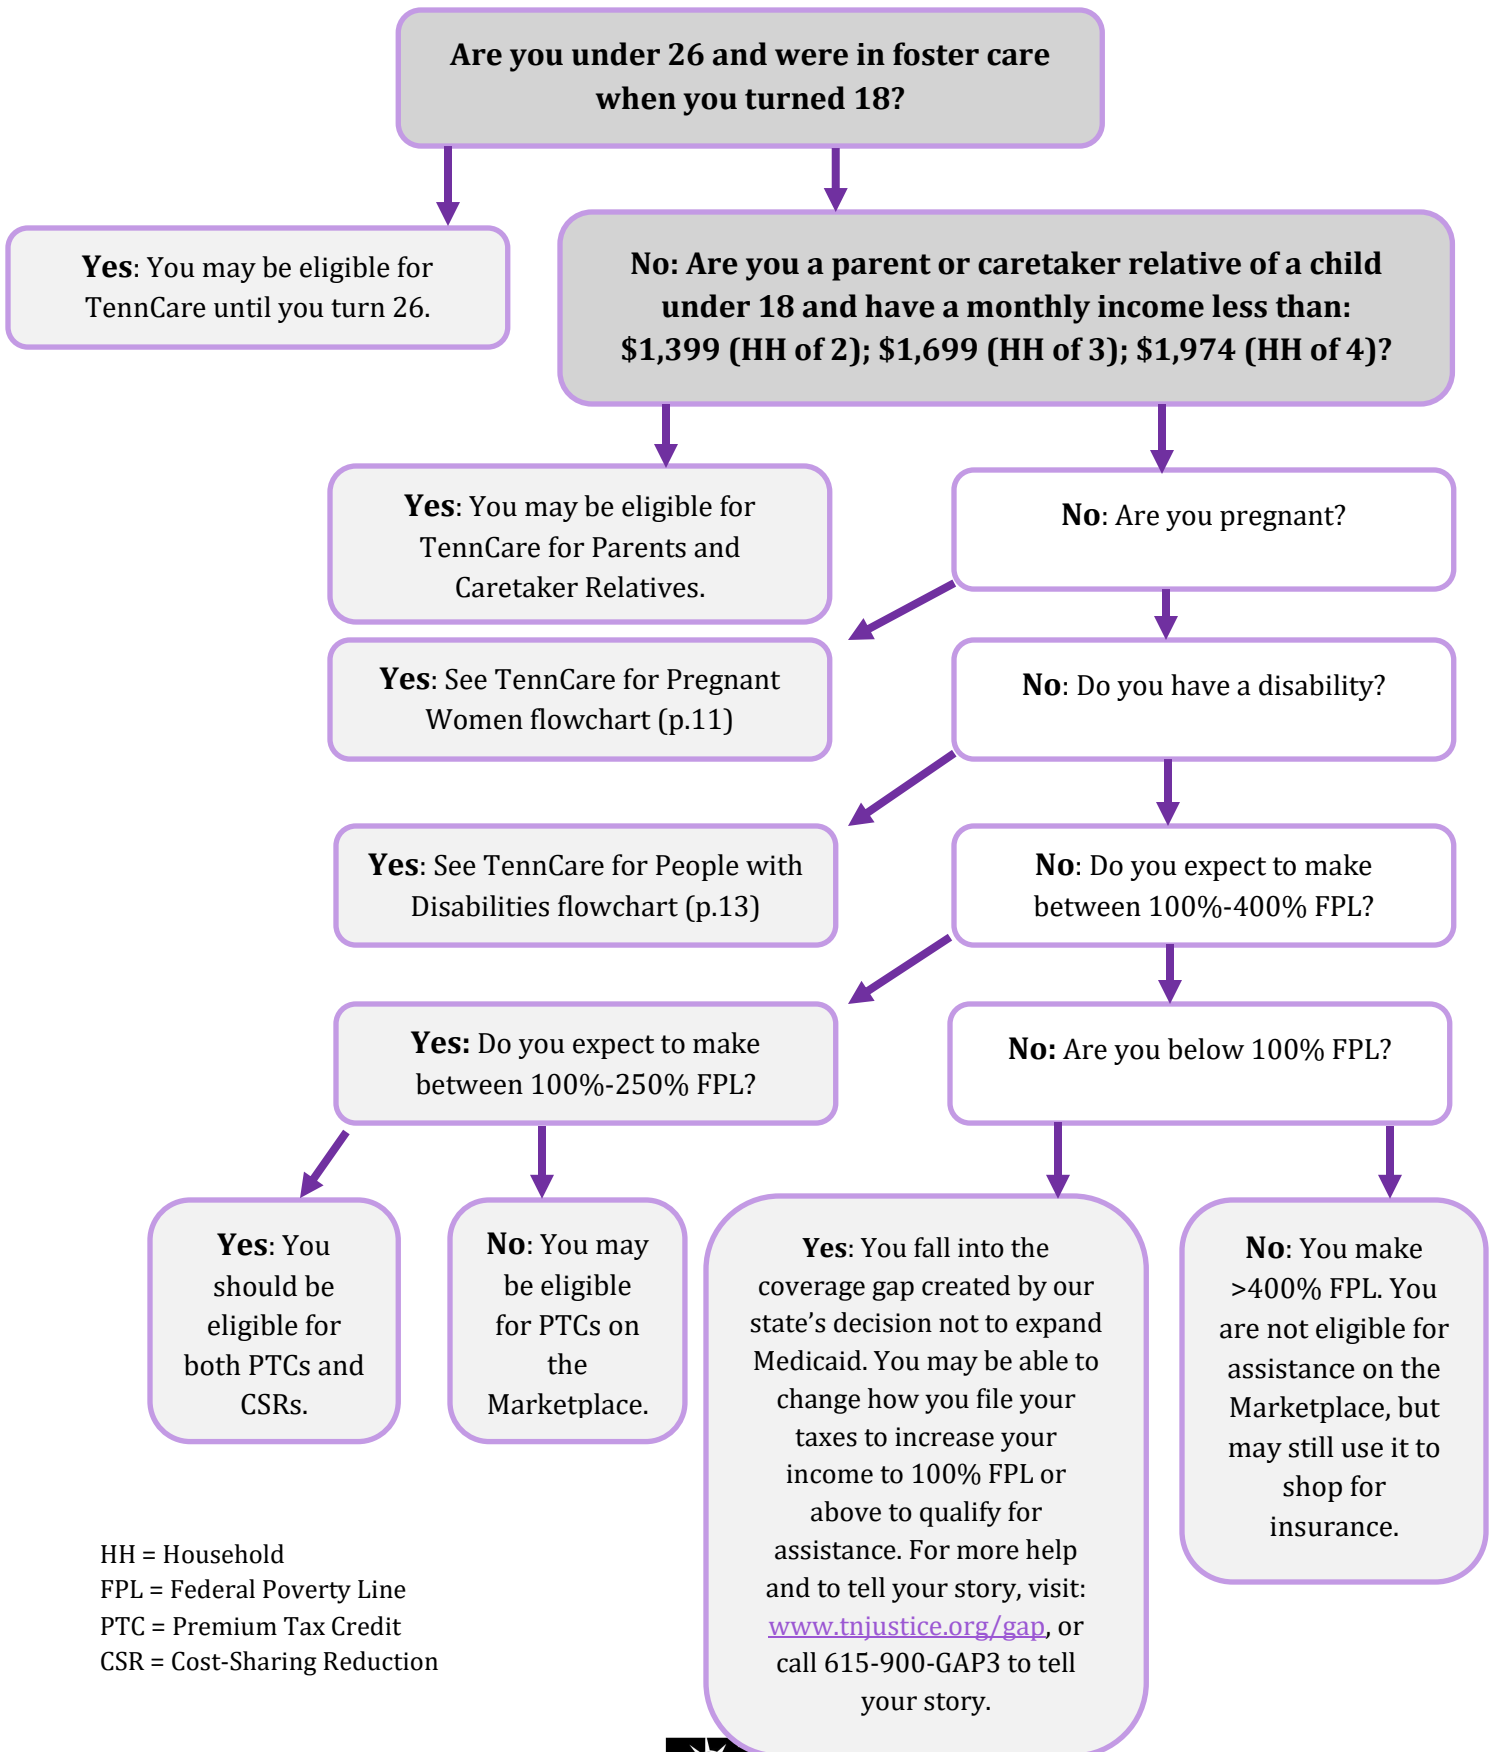 Are you under 26 and were in foster care
when you turned 18?
Yes: You may be eligible for
TennCare until you turn 26.
No: Are you a parent or caretaker relative of a child
under 18 and have a monthly income less than:
$1,399 (HH of 2); $1,699 (HH of 3); $1,974 (HH of 4)?
Yes: You may be eligible for
TennCare for Parents and
Caretaker Relatives.
No: Are you pregnant?
Yes: See TennCare for Pregnant
Women flowchart (p.11)
No: Do you have a disability?
Yes: See TennCare for People with
Disabilities flowchart (p.13)
No: Do you expect to make
between 100%-400% FPL?
Yes: Do you expect to make
between 100%-250% FPL?
No: Are you below 100% FPL?
Yes: You
should be
eligible for
both PTCs and
CSRs.
No: You may
be eligible
for PTCs on
the
Marketplace.
Yes: You fall into the
coverage gap created by our
state’s decision not to expand
Medicaid. You may be able to
change how you file your
taxes to increase your
income to 100% FPL or
above to qualify for
assistance. For more help
and to tell your story, visit:
www.tnjustice.org/gap, or
call 615-900-GAP3 to tell
your story.
No: You make
>400% FPL. You
are not eligible for
assistance on the
Marketplace, but
may still use it to
shop for
insurance.
HH = Household
FPL = Federal Poverty Line
PTC = Premium Tax Credit
CSR = Cost-Sharing Reduction